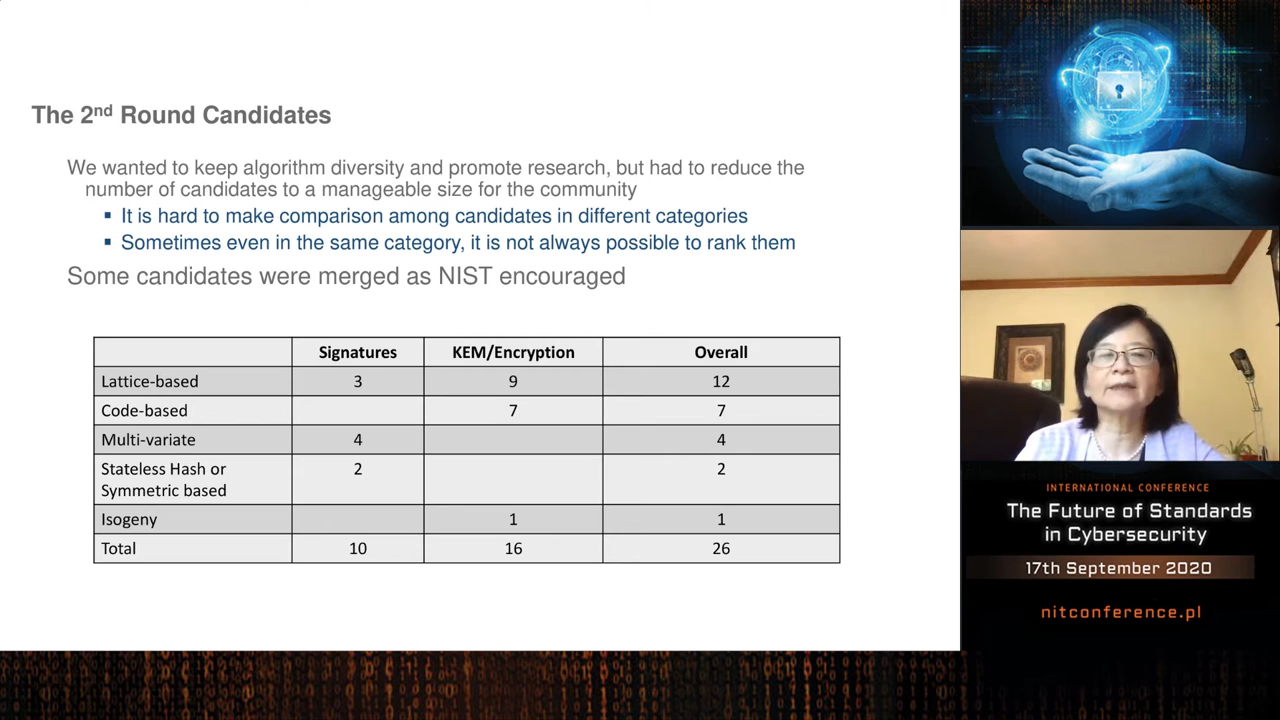 The 2nd Round Candidates
We wanted to keep algorithm diversity and promote research, but had to reduce the
number of candidates to a manageable size for the community
▪ It is hard to make comparison among candidates in different categories
▪ Sometimes even in the same category, it is not always possible to rank them
Some candidates were merged as NIST encouraged
Signatures KEM/Encryption Overall
Lattice-based 3 9 12
Code-based 7 7
Multi-variate 4 4
Stateless Hash or 2 2
Symmetric based
Isogeny 1 1
Total 10 16 26
INTERNATIONAL CONFERENCE
The Future of Standards
in Cybersecurity
17th September 2020
nitconference.pl